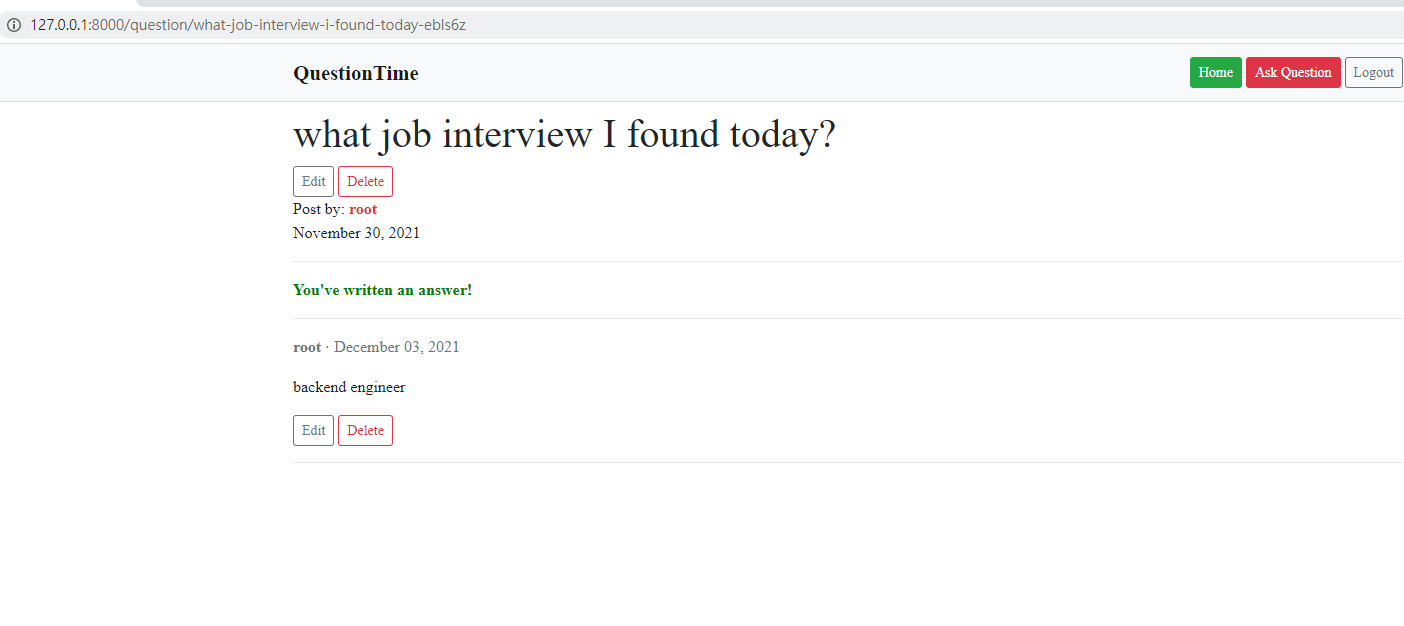 127.0.0.1:8000/question/what-job-interview-i-found-today-ebls6z
QuestionTime Home Ask Question Logout
what job interview I found today?
Edit Delete
Post by: root
November 30, 2021
You've written an answer!
root · December 03, 2021
backend engineer
Edit Delete